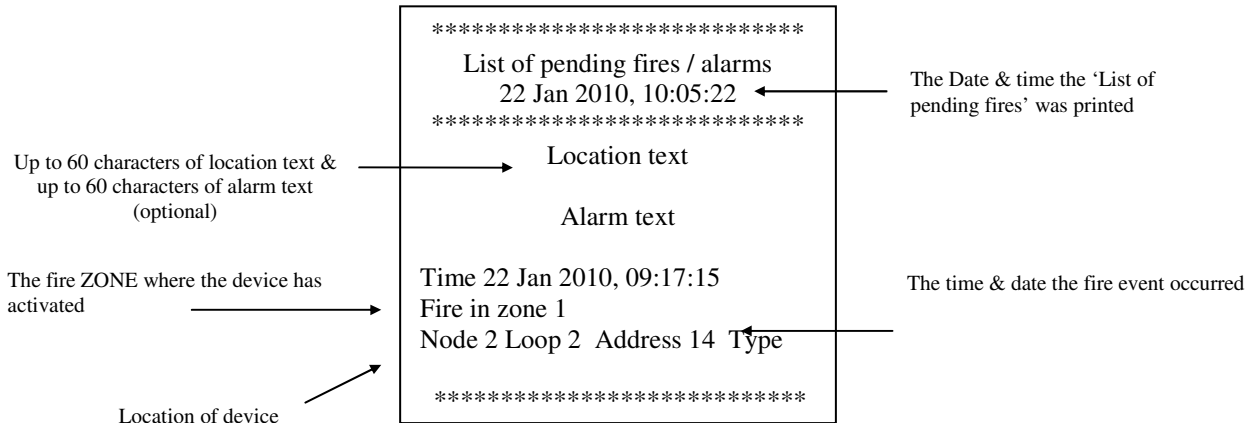 ****************************
List of pending fires / alarms
22 Jan 2010, 10:05:22
****************************
The Date & time the ‘List of
pending fires’ was printed
Location text
Up to 60 characters of location text &
up to 60 characters of alarm text
(optional)
Alarm text
The fire ZONE where the device has
activated
Time 22 Jan 2010, 09:17:15
Fire in zone 1
Node 2 Loop 2 Address 14 Type
The time & date the fire event occurred
****************************
Location of device